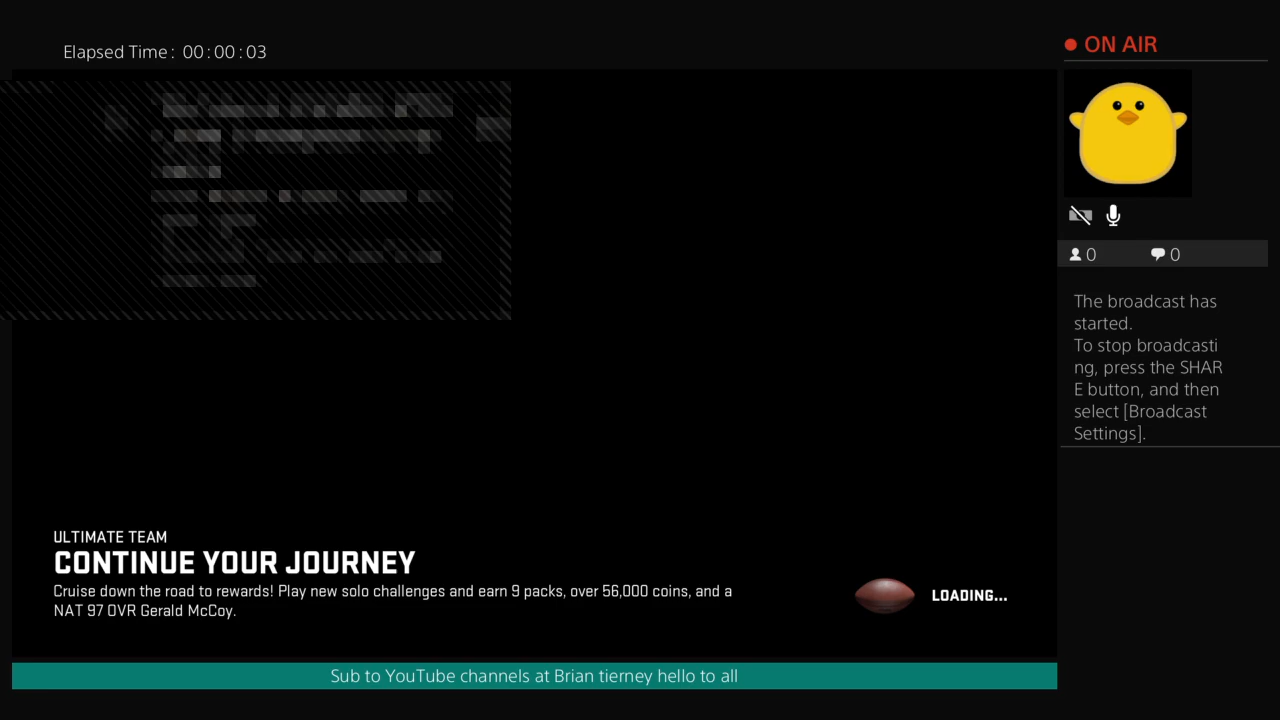 Elapsed Time: 00:00:03
ON AIR
0 0
The broadcast has
started.
To stop broadcasti
ng, press the SHAR
E button, and then
select [Broadcast
Settings].
ULTIMATE TEAM
CONTINUE YOUR JOURNEY
Cruise down the road to rewards! Play new solo challenges and earn 9 packs, over 56,000 coins, and a
NAT 97 OVR Gerald McCoy.
LOADING...
Sub to YouTube channels at Brian tierney hello to all